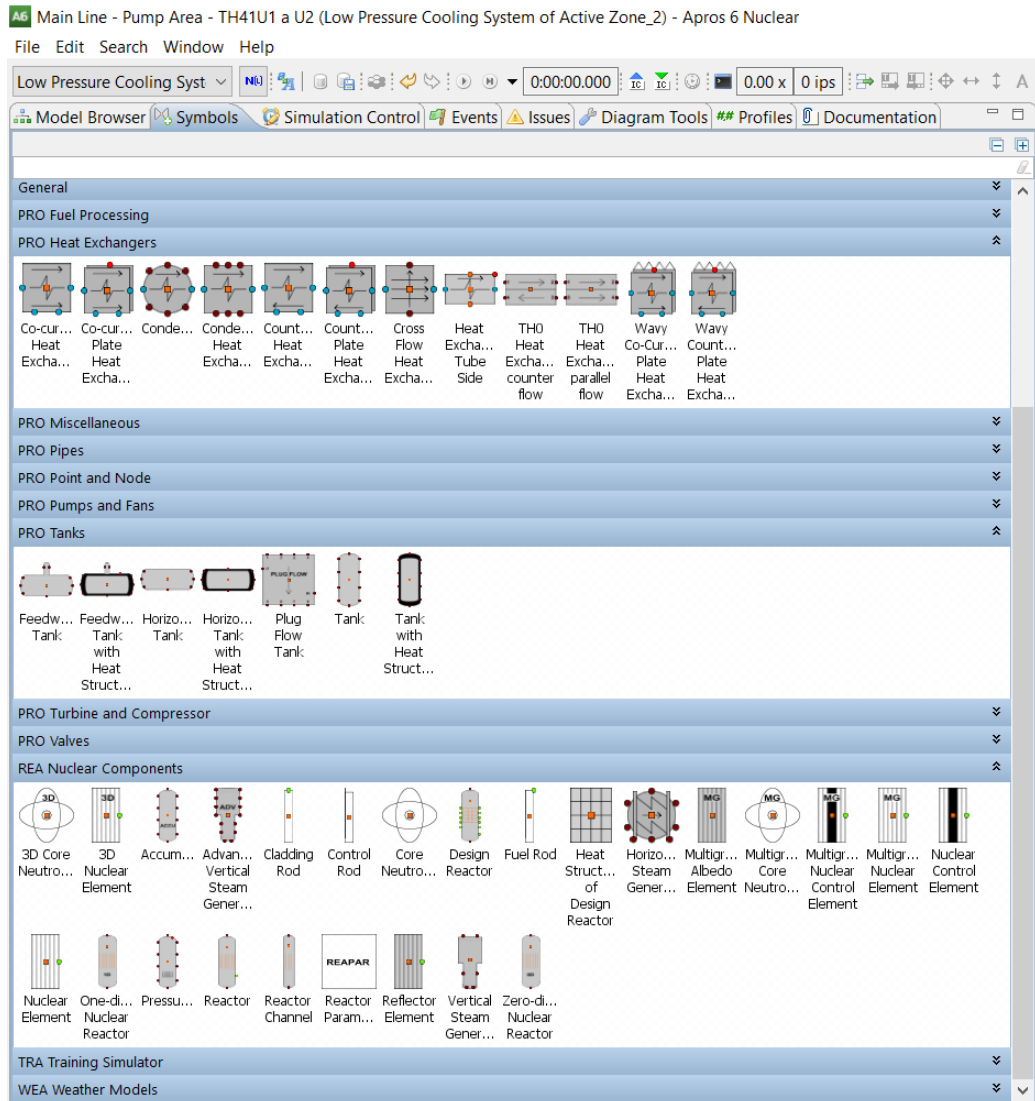 A6 Main Line - Pump Area - TH41U1 a U2 (Low Pressure Cooling System of Active Zone_2) - Apros 6 Nuclear
File Edit Search Window Help
Low Pressure Cooling Syst N(t) 0:00:00.000 IC IC 0.00 x 0 ips A
Model Browser Symbols Simulation Control Events Issues Diagram Tools #.# Profiles Documentation
General
PRO Fuel Processing
PRO Heat Exchangers
Co-cur... Co-cur... Conde... Conde... Count... Count... Cross Heat TH0 TH0 Wavy Wavy
Heat Plate Heat Heat Plate Flow Excha... Heat Heat Co-Cur... Count...
Excha... Heat Excha... Excha... Heat Heat Tube Excha... Excha... Plate Plate
Excha... Excha... Excha... Side counter parallel Heat Heat
flow flow Excha... Excha...
PRO Miscellaneous
PRO Pipes
PRO Point and Node
PRO Pumps and Fans
PRO Tanks
PLUG FLOW
Feedw... Feedw... Horizo... Horizo... Plug Tank Tank
Tank Tank Tank Tank Flow with
with with Tank Heat
Heat Heat Struct...
Struct... Struct...
PRO Turbine and Compressor
PRO Valves
REA Nuclear Components
3D 3D ACCU ADV MG MG MG MG
3D Core 3D Accum... Advan... Cladding Control Core Design Fuel Rod Heat Horizo... Multigr... Multigr... Multigr... Multigr... Nuclear
Neutro... Nuclear Vertical Rod Rod Neutro... Reactor Struct... Steam Albedo Core Nuclear Nuclear Control
Element Steam of Gener... Element Neutro... Control Element Element
Gener... Design Element
Reactor
REAPAR
Nuclear One-di... Pressu... Reactor Reactor Reactor Reflector Vertical Zero-di...
Element Nuclear Channel Param... Element Steam Nuclear
Reactor Gener... Reactor
TRA Training Simulator
WEA Weather Models